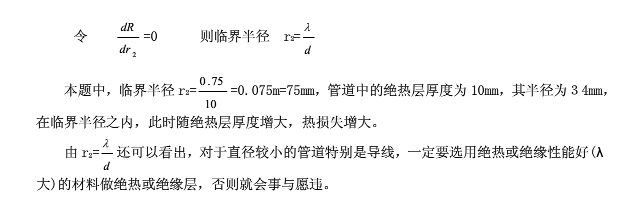 令 dR/dr₂=0 则临界半径 r₂=λ/d
本题中，临界半径 r₂=0.75/10=0.075m=75mm，管道中的绝热层厚度为 10mm，其半径为 3 4mm，
在临界半径之内，此时随绝热层厚度增大，热损失增大。
由 r₂=λ/d 还可以看出，对于直径较小的管道特别是导线，一定要选用绝热或绝缘性能好(λ
大)的材料做绝热或绝缘层，否则就会事与愿违。